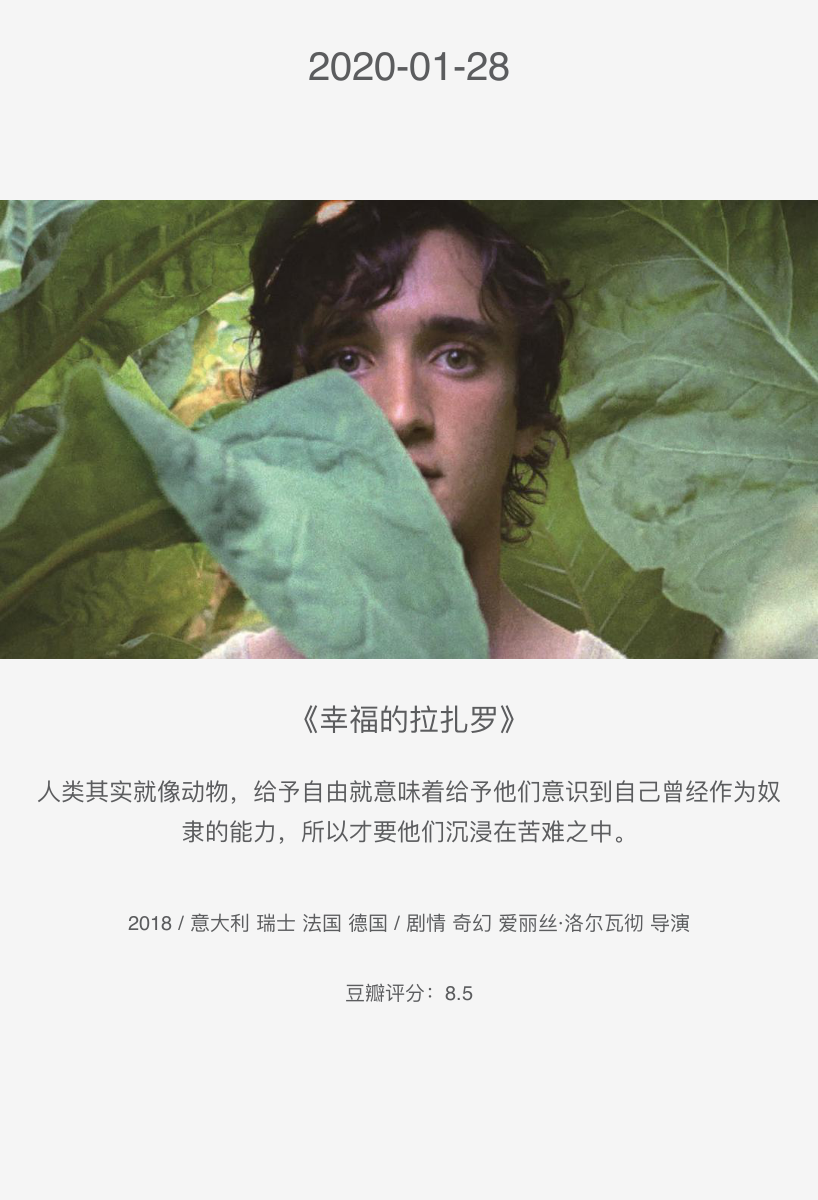 2020-01-28
《幸福的拉扎罗》
人类其实就像动物，给予自由就意味着给予他们意识到自己曾经作为奴
隶的能力，所以才要他们沉浸在苦难之中。
2018 / 意大利 瑞士 法国 德国 / 剧情 奇幻 爱丽丝·洛尔瓦彻 导演
豆瓣评分：8.5